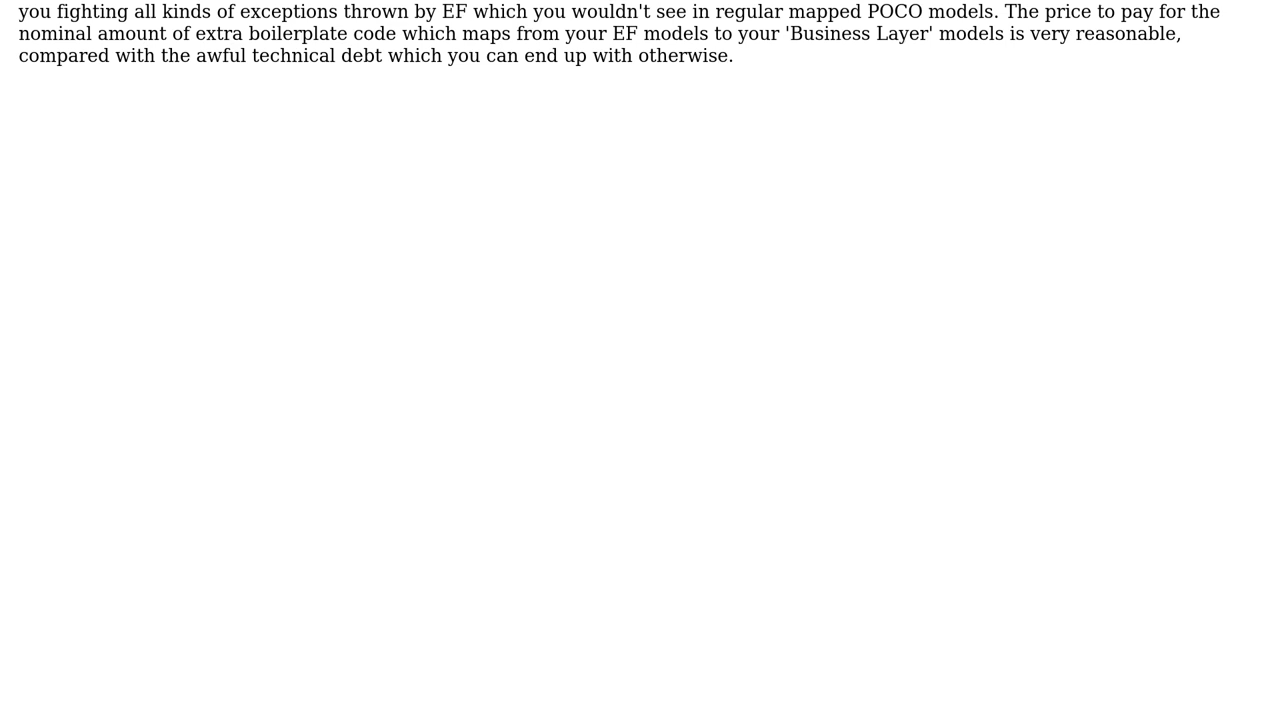 you fighting all kinds of exceptions thrown by EF which you wouldn't see in regular mapped POCO models. The price to pay for the
nominal amount of extra boilerplate code which maps from your EF models to your 'Business Layer' models is very reasonable,
compared with the awful technical debt which you can end up with otherwise.